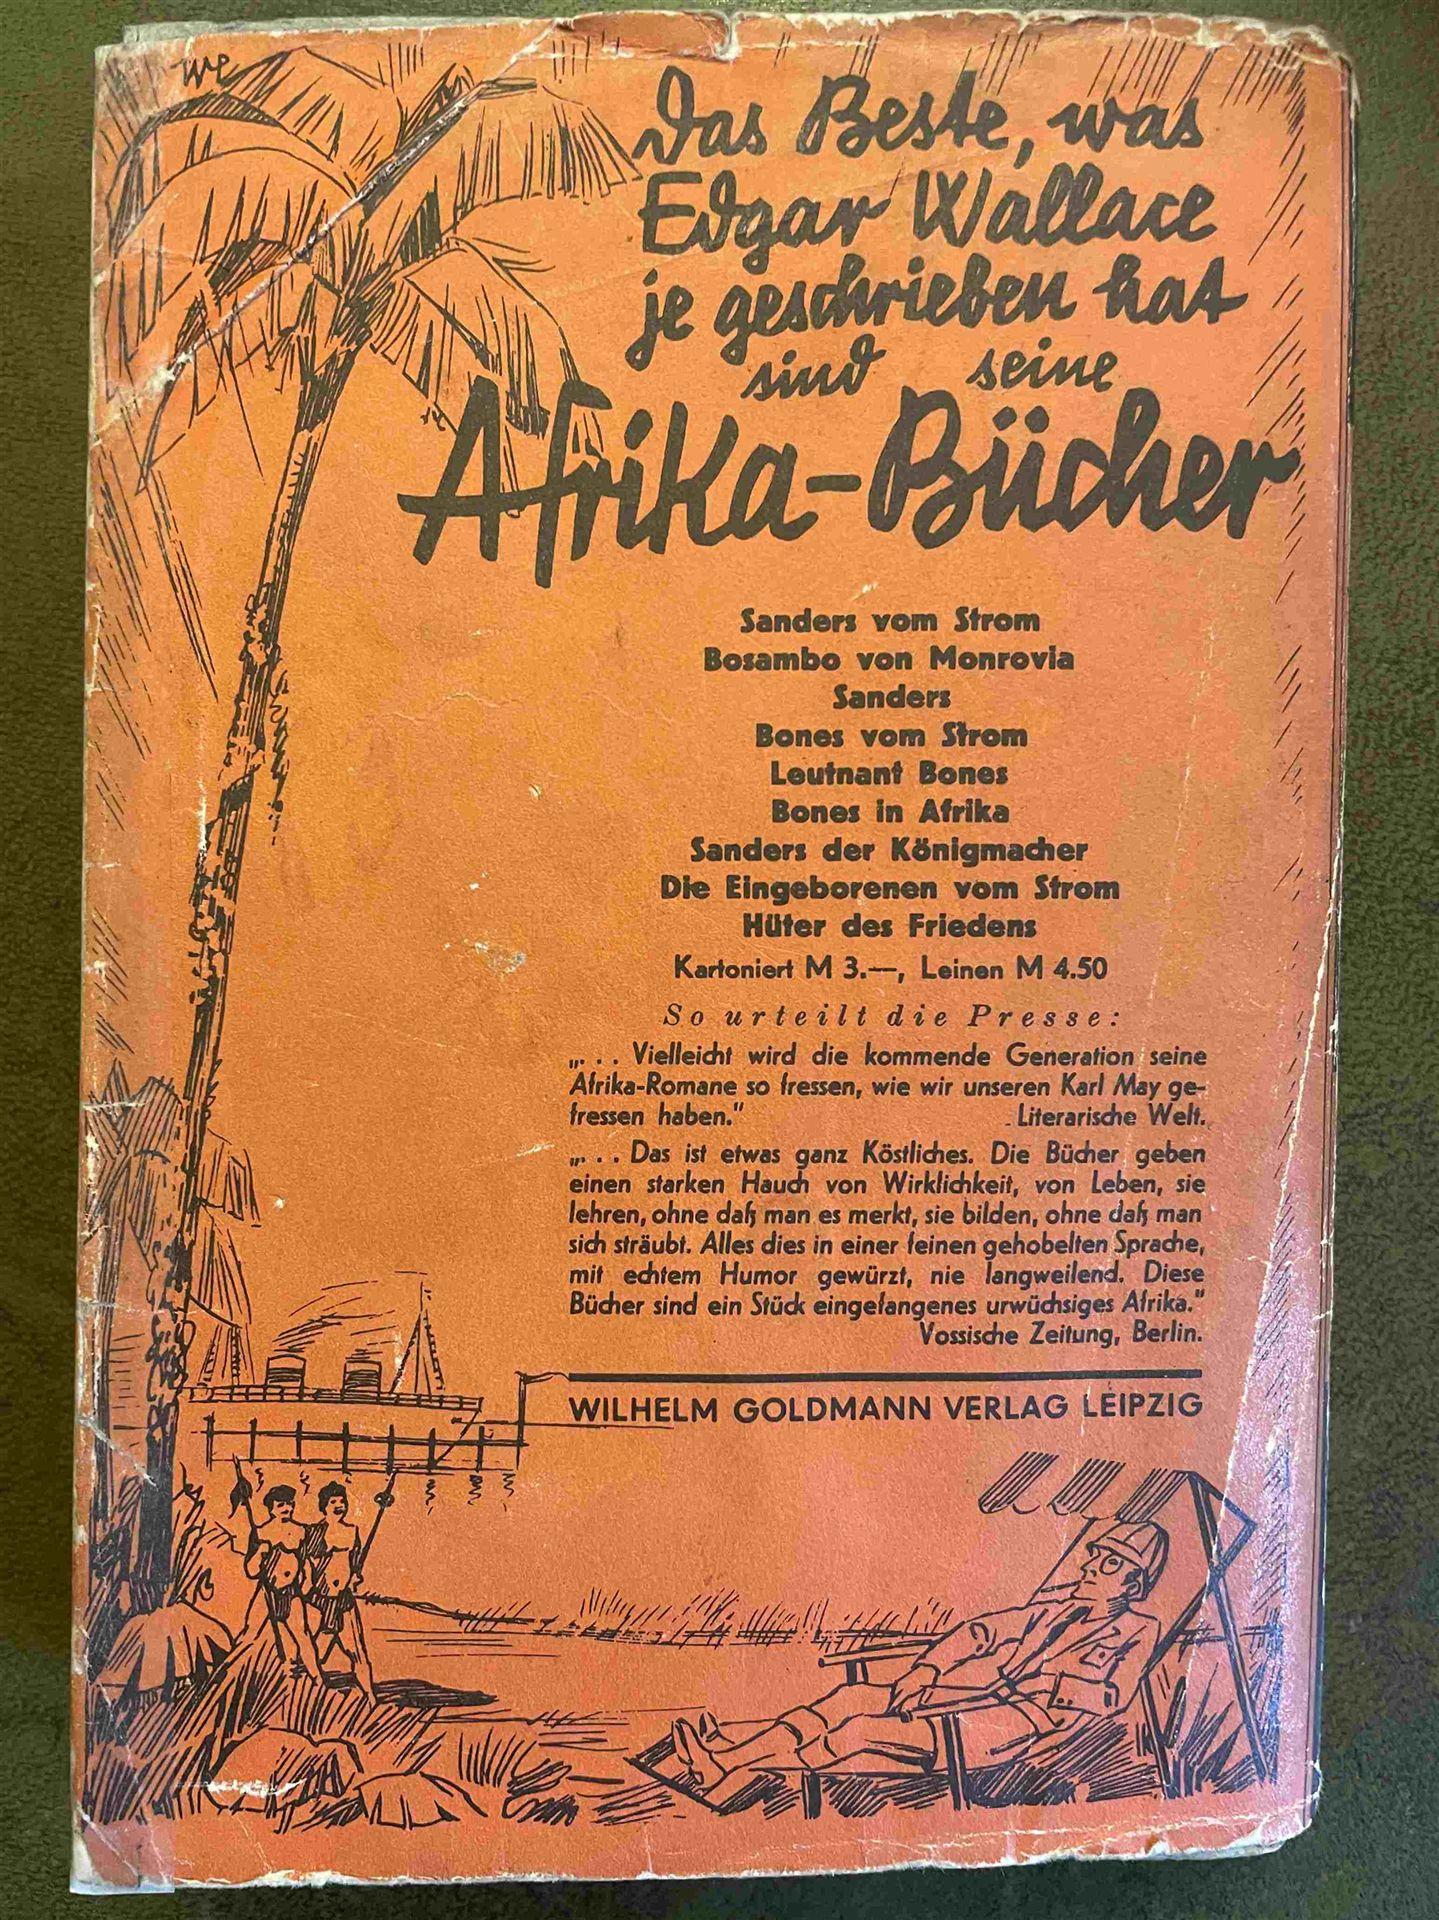 we
Das Beste, was
Edgar Wallace
je geschrieben hat
sind seine
Afrika-Bücher
Sanders vom Strom
Bosambo von Monrovia
Sanders
Bones vom Strom
Leutnant Bones
Bones in Afrika
Sanders der Königmacher
Die Eingeborenen vom Strom
Hüter des Friedens
Kartoniert M 3.—, Leinen M 4.50
So urteilt die Presse:
„. . . Vielleicht wird die kommende Generation seine
Afrika-Romane so fressen, wie wir unseren Karl May ge-
fressen haben." Literarische Welt.
„. . . Das ist etwas ganz Köstliches. Die Bücher geben
einen starken Hauch von Wirklichkeit, von Leben, sie
lehren, ohne daß man es merkt, sie bilden, ohne daß man
sich sträubt. Alles dies in einer feinen gehobelten Sprache,
mit echtem Humor gewürzt, nie langweilend. Diese
Bücher sind ein Stück eingefangenes urwüchsiges Afrika."
Vossische Zeitung, Berlin.
WILHELM GOLDMANN VERLAG LEIPZIG